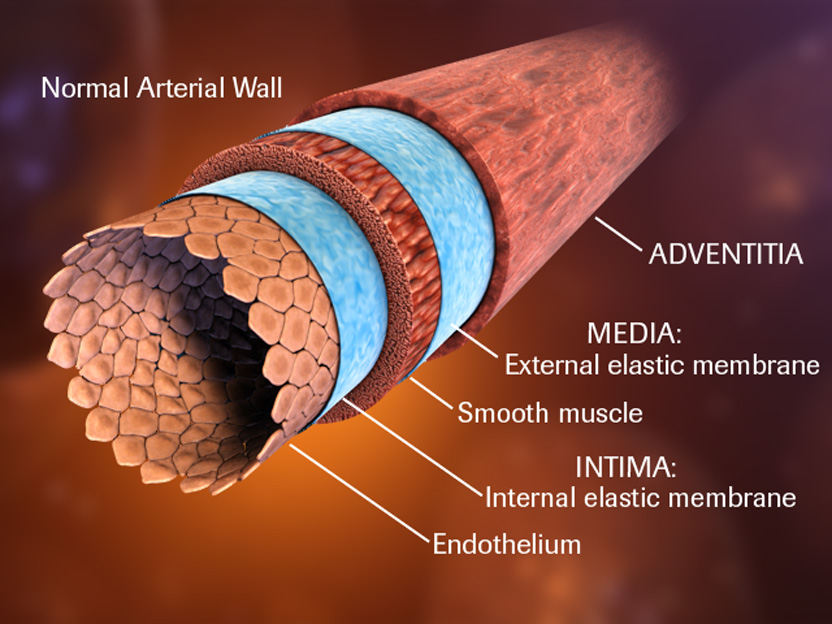 Normal Arterial Wall
ADVENTITIA
MEDIA:
External elastic membrane
Smooth muscle
INTIMA:
Internal elastic membrane
Endothelium